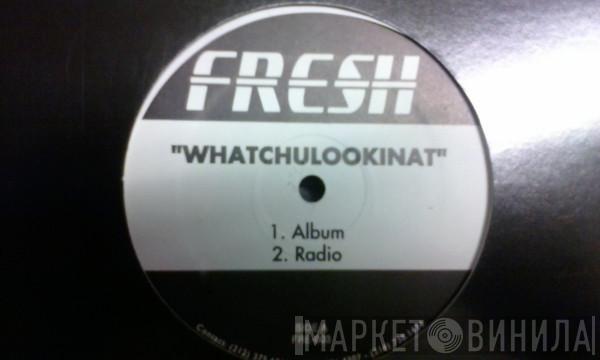 FRESH
"WHATCHULOOKINAT"
1. Album
2. Radio
МАРКЕТ ВИНИЛА